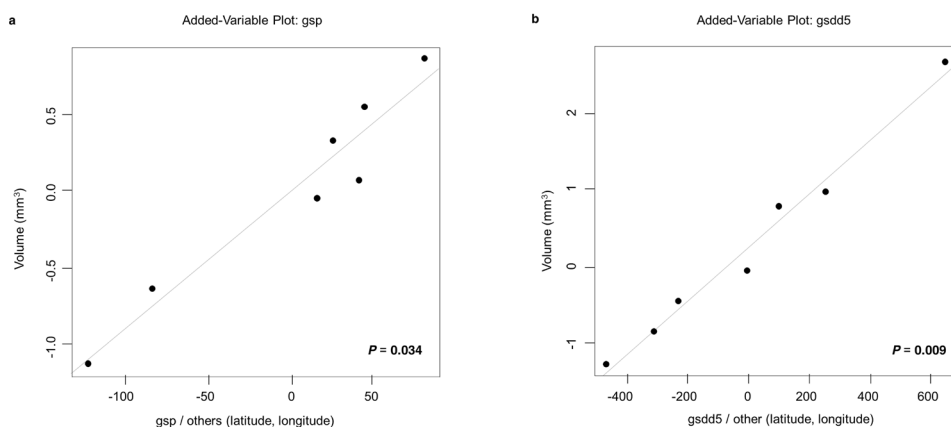 a
Added-Variable Plot: gsp
Volume (mm³)
0.5
0.0
-0.5
-1.0
P = 0.034
-100
-50
0
50
gsp / others (latitude, longitude)
b
Added-Variable Plot: gsdd5
Volume (mm³)
2
1
0
-1
P = 0.009
-400
-200
0
200
400
600
gsdd5 / other (latitude, longitude)